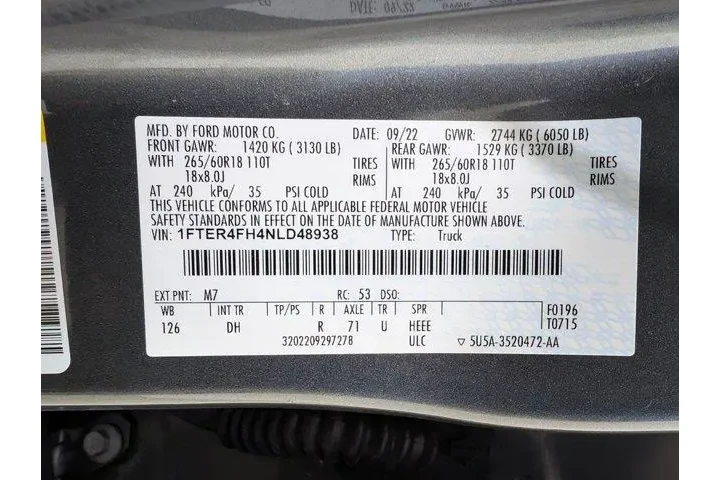 MFD. BY FORD MOTOR CO. DATE: 09/22 GVWR: 2744 KG ( 6050 LB)
FRONT GAWR: 1420 KG ( 3130 LB) REAR GAWR: 1529 KG ( 3370 LB)
WITH 265/60R18 110T TIRES WITH 265/60R18 110T TIRES
18x8.0J RIMS 18x8.0J RIMS
AT 240 kPa/ 35 PSI COLD AT 240 kPa/ 35 PSI COLD
THIS VEHICLE CONFORMS TO ALL APPLICABLE FEDERAL MOTOR VEHICLE
SAFETY STANDARDS IN EFFECT ON THE DATE OF MANUFACTURE SHOWN ABOVE.
VIN: 1FTER4FH4NLD48938 TYPE: Truck
EXT PNT: M7 RC: 53 DSO:
WB INT TR TP/PS R AXLE TR SPR F0196
126 DH R 71 U HEEE T0715
3202209297278 ULC ▽ 5U5A-3520472-AA